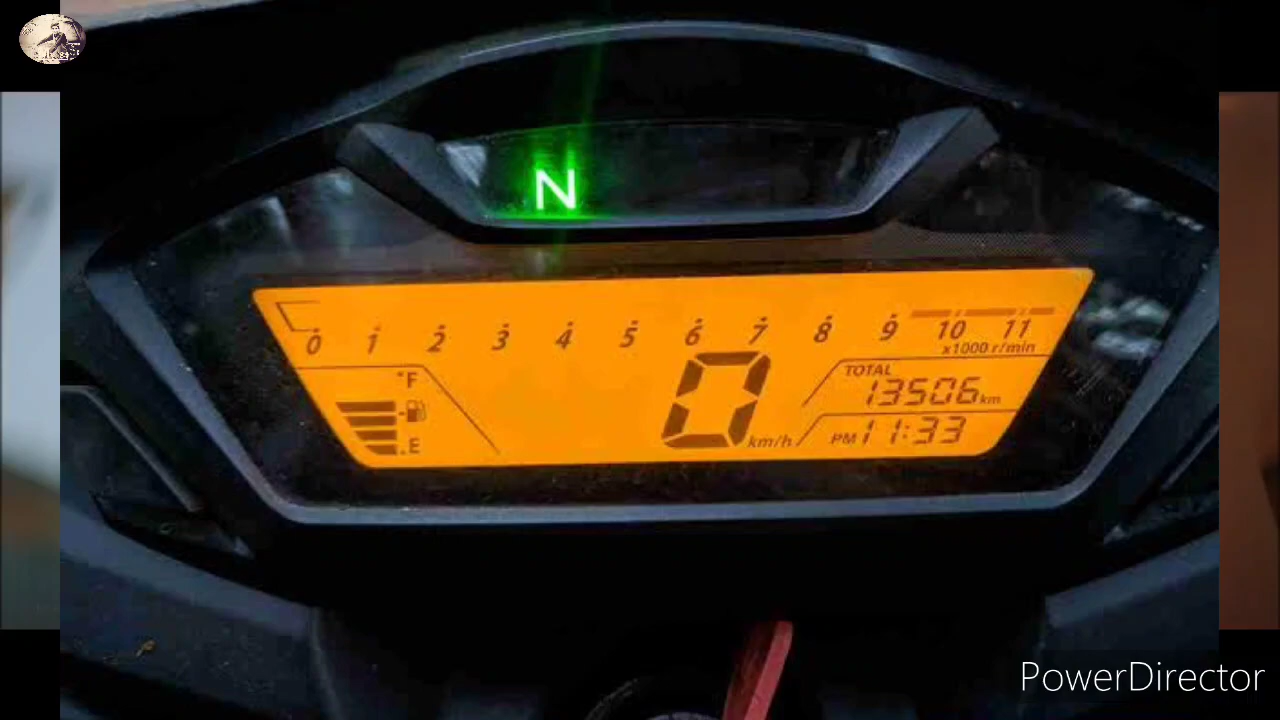 N
0 1 2 3 4 5 6 7 8 9 10 11
x1000 r/min
F
TOTAL
13506 km
0 km/h
PM 11:33
E
PowerDirector